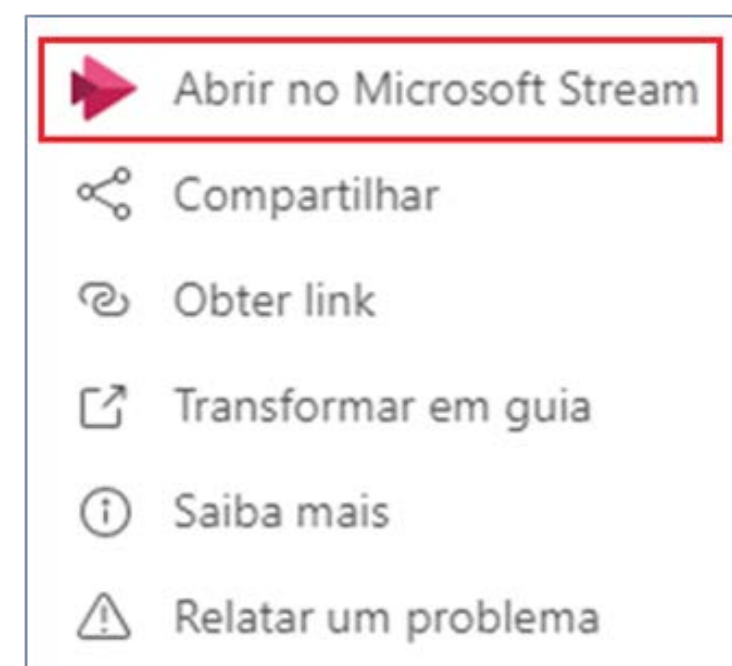 Abrir no Microsoft Stream
Compartilhar
Obter link
Transformar em guia
Saiba mais
Relatar um problema